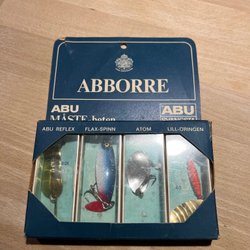 ABBORRE
ABU
MÅSTE-beten
ABU
ABU REFLEX
FLAX-SPINN
ATOM
LILL-ÖRINGEN